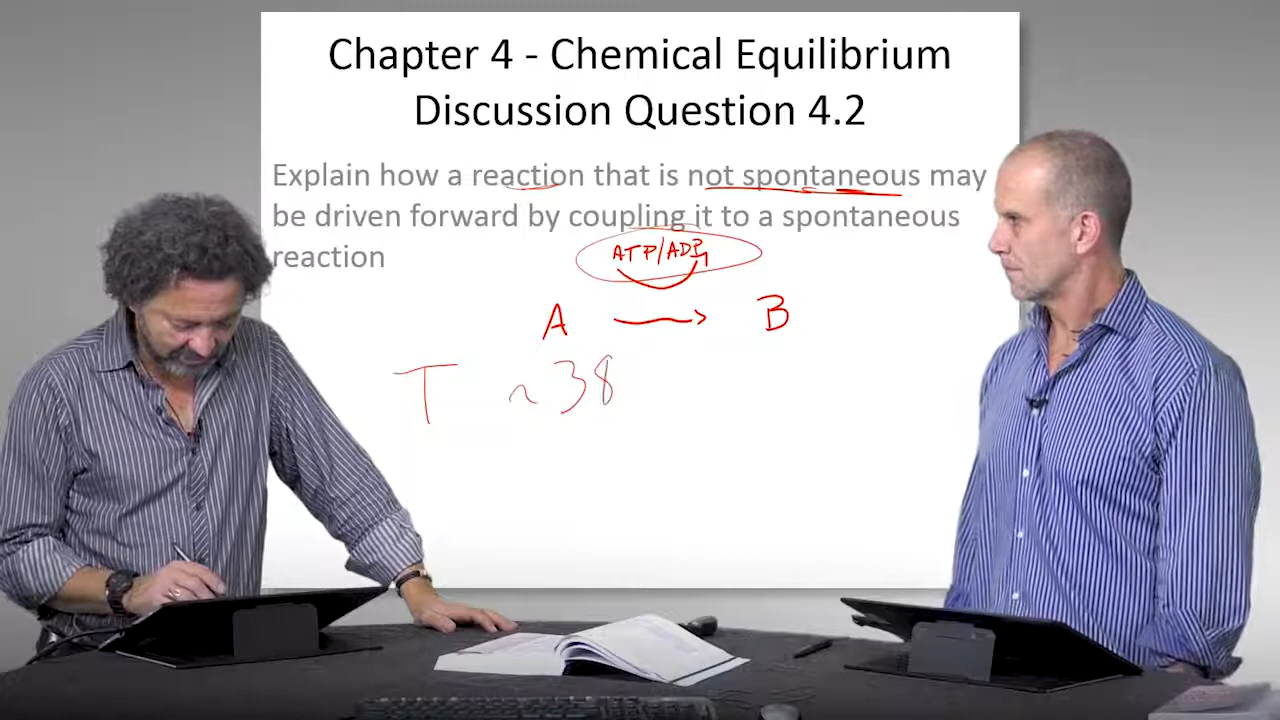 Chapter 4 - Chemical Equilibrium
Discussion Question 4.2
Explain how a reaction that is not spontaneous may
be driven forward by coupling it to a spontaneous
reaction
ATP/ADP
A → B
T ~38